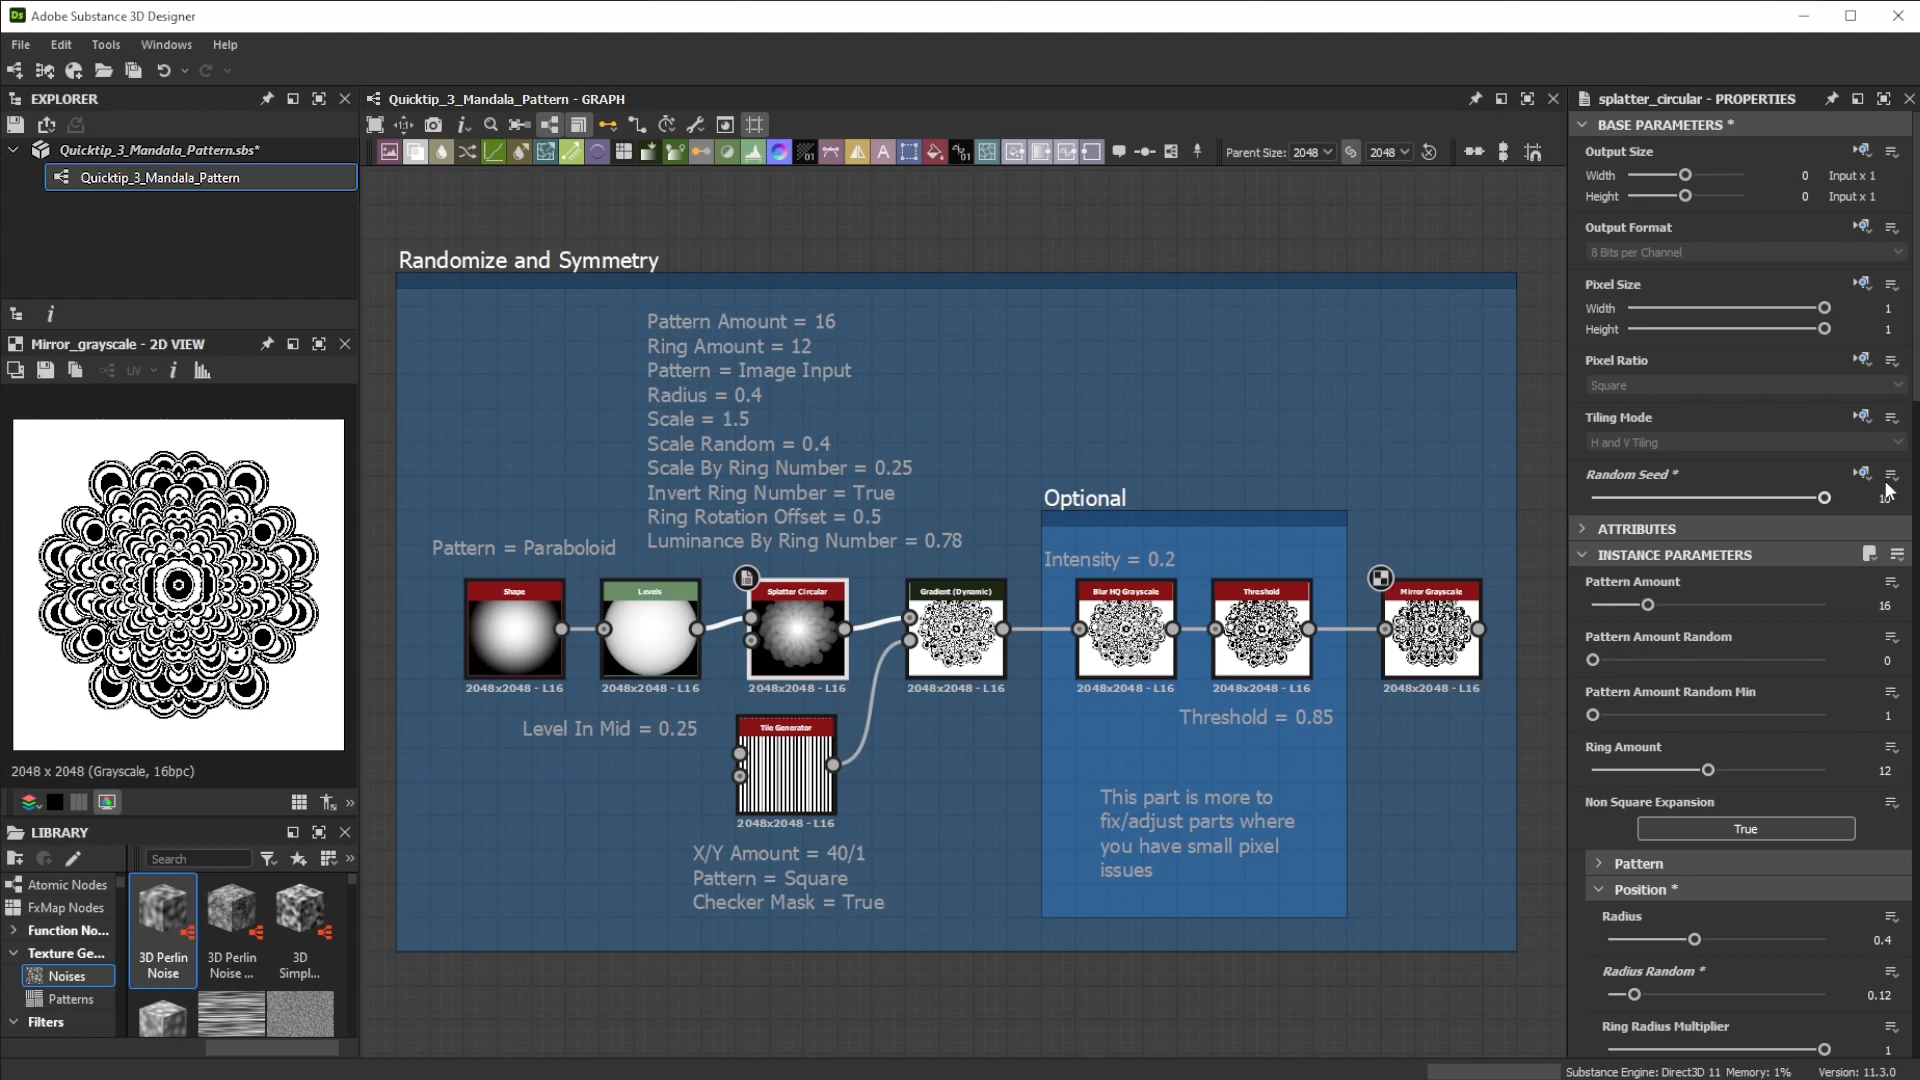 Adobe Substance 3D Designer
File Edit Tools Windows Help
EXPLORER
Quicktip_3_Mandala_Pattern.sbs*
Quicktip_3_Mandala_Pattern
Mirror_grayscale - 2D VIEW
UV
2048 x 2048 (Grayscale, 16bpc)
LIBRARY
Search
Atomic Nodes
FxMap Nodes
Function No...
Texture Ge...
Noises
Patterns
Filters
3D Perlin Noise
3D Perlin Noise ...
3D Simpl...
Quicktip_3_Mandala_Pattern - GRAPH
Parent Size: 2048 2048
Randomize and Symmetry
Pattern Amount = 16
Ring Amount = 12
Pattern = Image Input
Radius = 0.4
Scale = 1.5
Scale Random = 0.4
Scale By Ring Number = 0.25
Invert Ring Number = True
Ring Rotation Offset = 0.5
Luminance By Ring Number = 0.78
Pattern = Paraboloid
Optional
Intensity = 0.2
Shape
Levels
Splatter Circular
Gradient (Dynamic)
Blur HQ Grayscale
Threshold
Mirror Grayscale
2048x2048 - L16
2048x2048 - L16
2048x2048 - L16
2048x2048 - L16
2048x2048 - L16
2048x2048 - L16
2048x2048 - L16
Level In Mid = 0.25
Threshold = 0.85
Tile Generator
2048x2048 - L16
X/Y Amount = 40/1
Pattern = Square
Checker Mask = True
This part is more to
fix/adjust parts where
you have small pixel
issues
splatter_circular - PROPERTIES
BASE PARAMETERS *
Output Size
Width 0 Input x 1
Height 0 Input x 1
Output Format
8 Bits per Channel
Pixel Size
Width 1
Height 1
Pixel Ratio
Square
Tiling Mode
H and V Tiling
Random Seed *
ATTRIBUTES
INSTANCE PARAMETERS
Pattern Amount
16
Pattern Amount Random
0
Pattern Amount Random Min
1
Ring Amount
12
Non Square Expansion
True
Pattern
Position *
Radius
0.4
Radius Random *
0.12
Ring Radius Multiplier
1
Substance Engine: Direct3D 11 Memory: 1% Version: 11.3.0